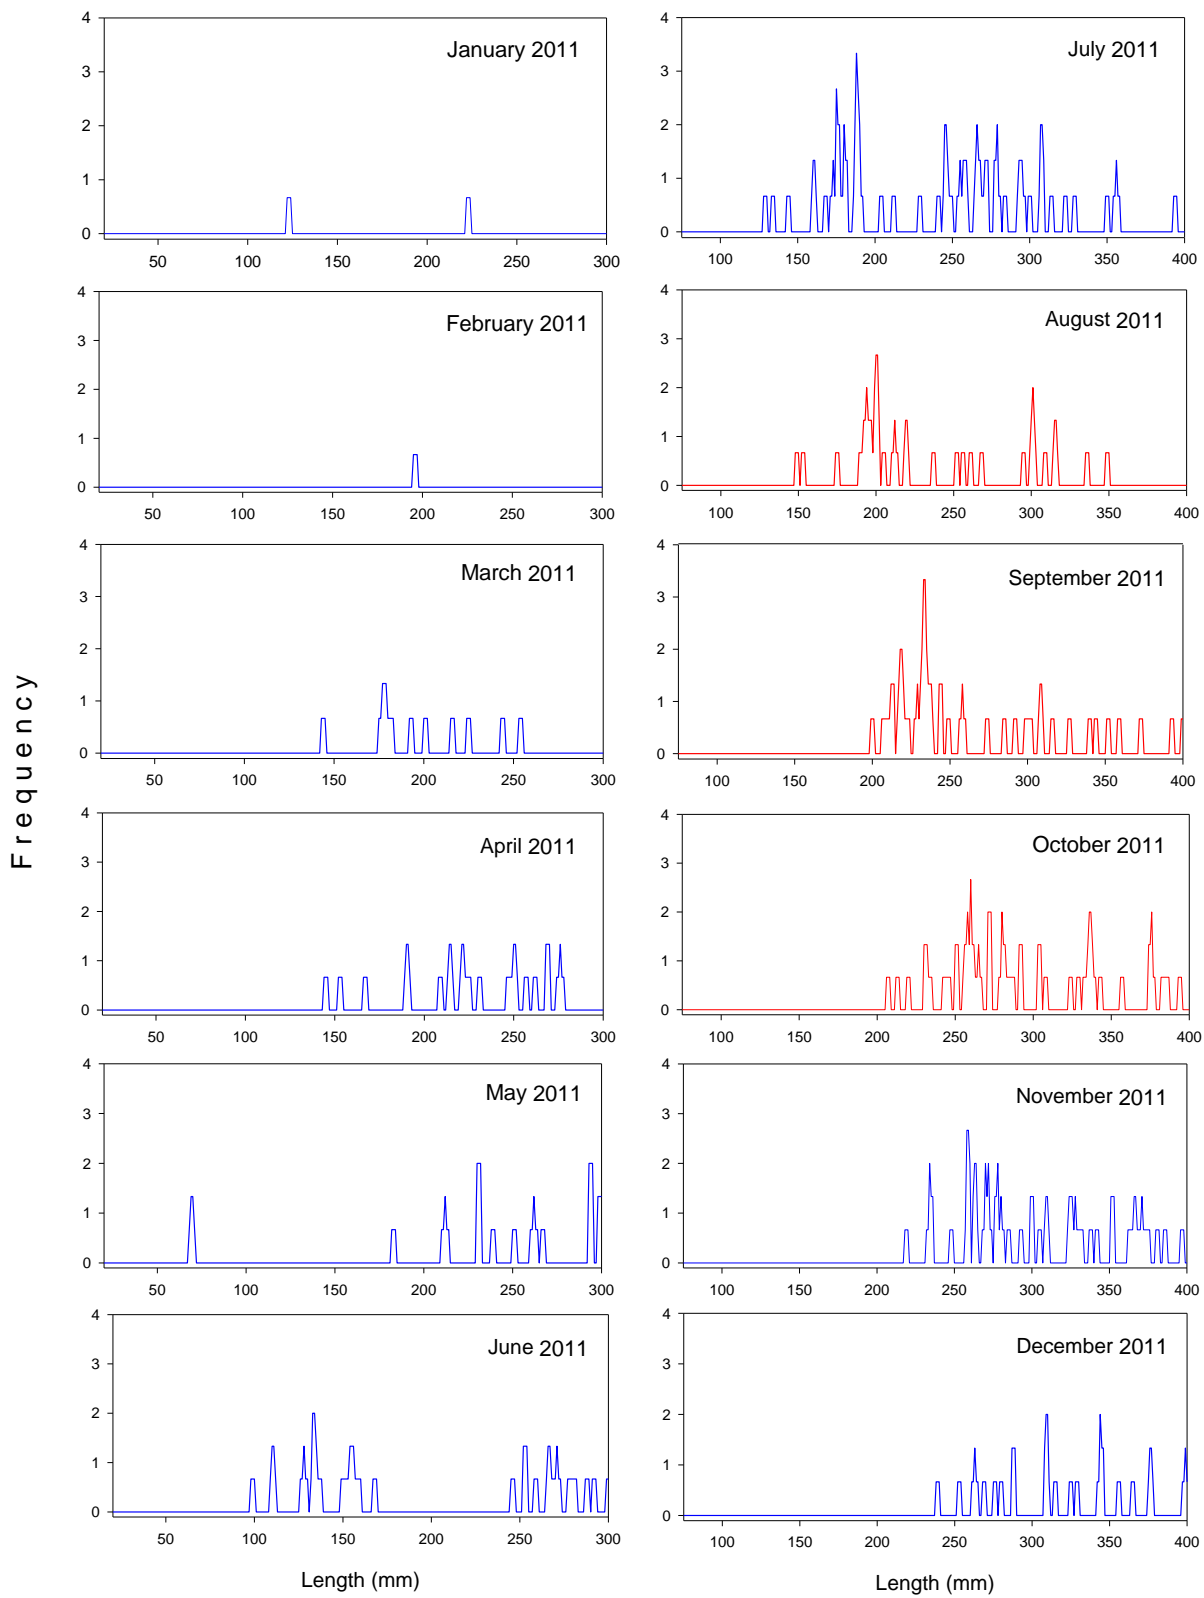 Frequency
January 2011
4
3
2
1
0
50 100 150 200 250 300
February 2011
4
3
2
1
0
50 100 150 200 250 300
March 2011
4
3
2
1
0
50 100 150 200 250 300
April 2011
4
3
2
1
0
50 100 150 200 250 300
May 2011
4
3
2
1
0
50 100 150 200 250 300
June 2011
4
3
2
1
0
50 100 150 200 250 300
Length (mm)
July 2011
4
3
2
1
0
100 150 200 250 300 350 400
August 2011
4
3
2
1
0
100 150 200 250 300 350 400
September 2011
4
3
2
1
0
100 150 200 250 300 350 400
October 2011
4
3
2
1
0
100 150 200 250 300 350 400
November 2011
4
3
2
1
0
100 150 200 250 300 350 400
December 2011
4
3
2
1
0
100 150 200 250 300 350 400
Length (mm)